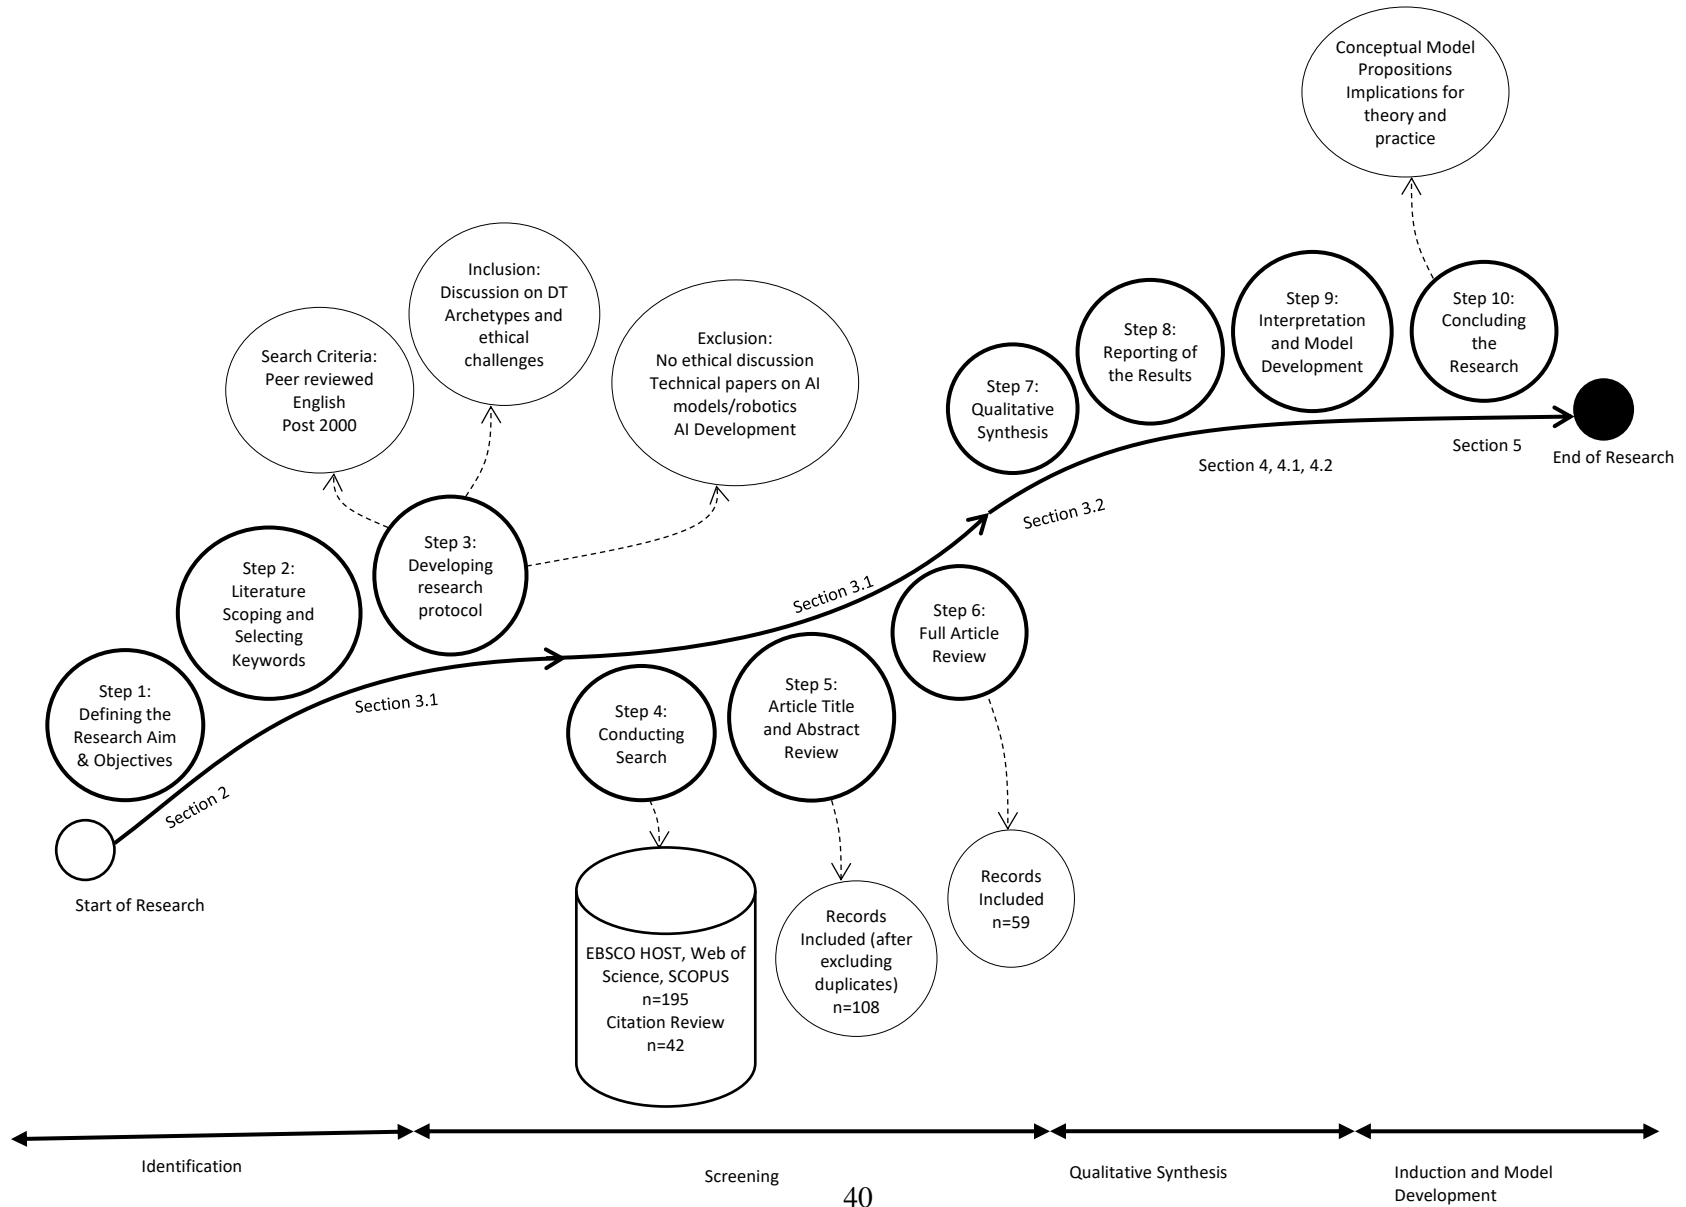 Conceptual Model
Propositions
Implications for
theory and
practice
Inclusion:
Discussion on DT
Archetypes and
ethical
challenges
Search Criteria:
Peer reviewed
English
Post 2000
Exclusion:
No ethical discussion
Technical papers on AI
models/robotics
AI Development
Step 1:
Defining the
Research Aim
& Objectives
Step 2:
Literature
Scoping and
Selecting
Keywords
Step 3:
Developing
research
protocol
Step 4:
Conducting
Search
Step 5:
Article Title
and Abstract
Review
Step 6:
Full Article
Review
Step 7:
Qualitative
Synthesis
Step 8:
Reporting of
the Results
Step 9:
Interpretation
and Model
Development
Step 10:
Concluding
the
Research
Section 2
Section 3.1
Section 3.1
Section 3.2
Section 4, 4.1, 4.2
Section 5
End of Research
Start of Research
EBSCO HOST, Web of
Science, SCOPUS
n=195
Citation Review
n=42
Records
Included (after
excluding
duplicates)
n=108
Records
Included
n=59
Identification
Screening
Qualitative Synthesis
Induction and Model
Development
40